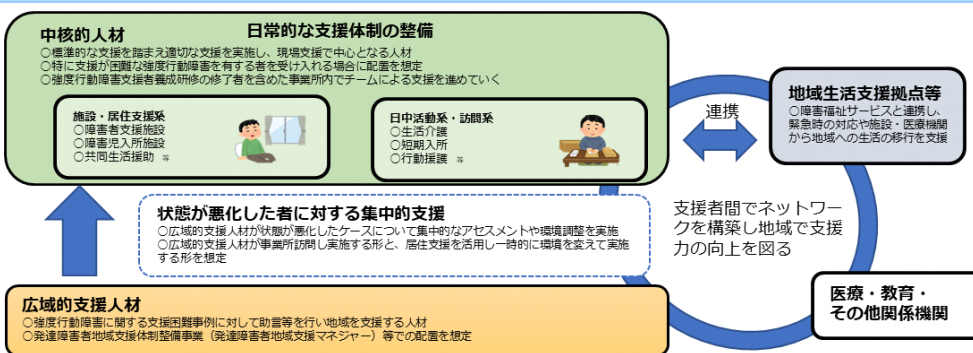 中核的人材
日常的な支援体制の整備
○標準的な支援を踏まえ適切な支援を実施し、現場支援で中心となる人材
○特に支援が困難な強度行動障害を有する者を受け入れる場合に配置を想定
○強度行動障害支援者養成研修の修了者を含めた事業所内でチームによる支援を進めていく
施設・居住支援系
○障害者支援施設
○障害児入所施設
○共同生活援助 等
日中活動系・訪問系
○生活介護
○短期入所
○行動援護 等
連携
地域生活支援拠点等
○障害福祉サービスと連携し、
緊急時の対応や施設・医療機関
から地域への生活の移行を支援
状態が悪化した者に対する集中的支援
○広域的支援人材が状態が悪化したケースについて集中的なアセスメントや環境調整を実施
○広域的支援人材が事業所訪問し実施する形と、居住支援を活用し一時的に環境を変えて実施
する形を想定
支援者間でネットワー
クを構築し地域で支援
力の向上を図る
広域的支援人材
○強度行動障害に関する支援困難事例に対して助言等を行い地域を支援する人材
○発達障害者地域支援体制整備事業（発達障害者地域支援マネジャー）等での配置を想定
医療・教育・
その他関係機関